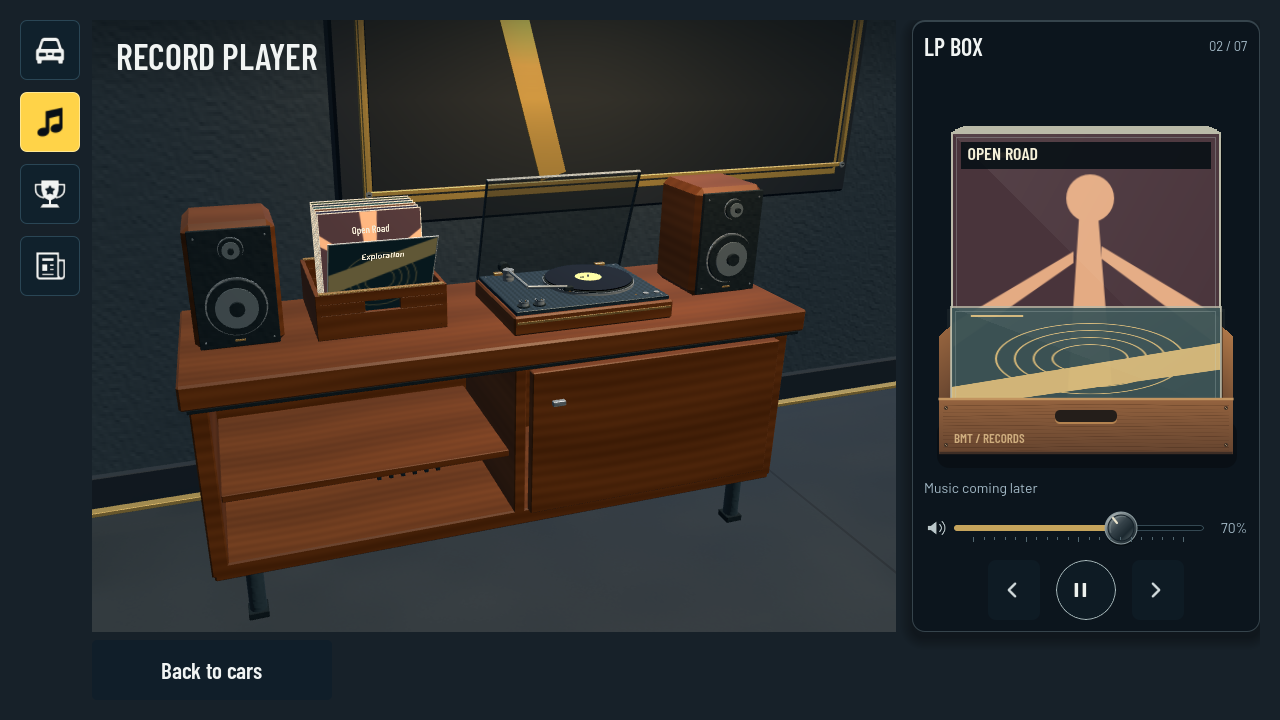 RECORD PLAYER
Open Road
Exploration
Back to cars
LP BOX
02 / 07
OPEN ROAD
BMT / RECORDS
Music coming later
70%